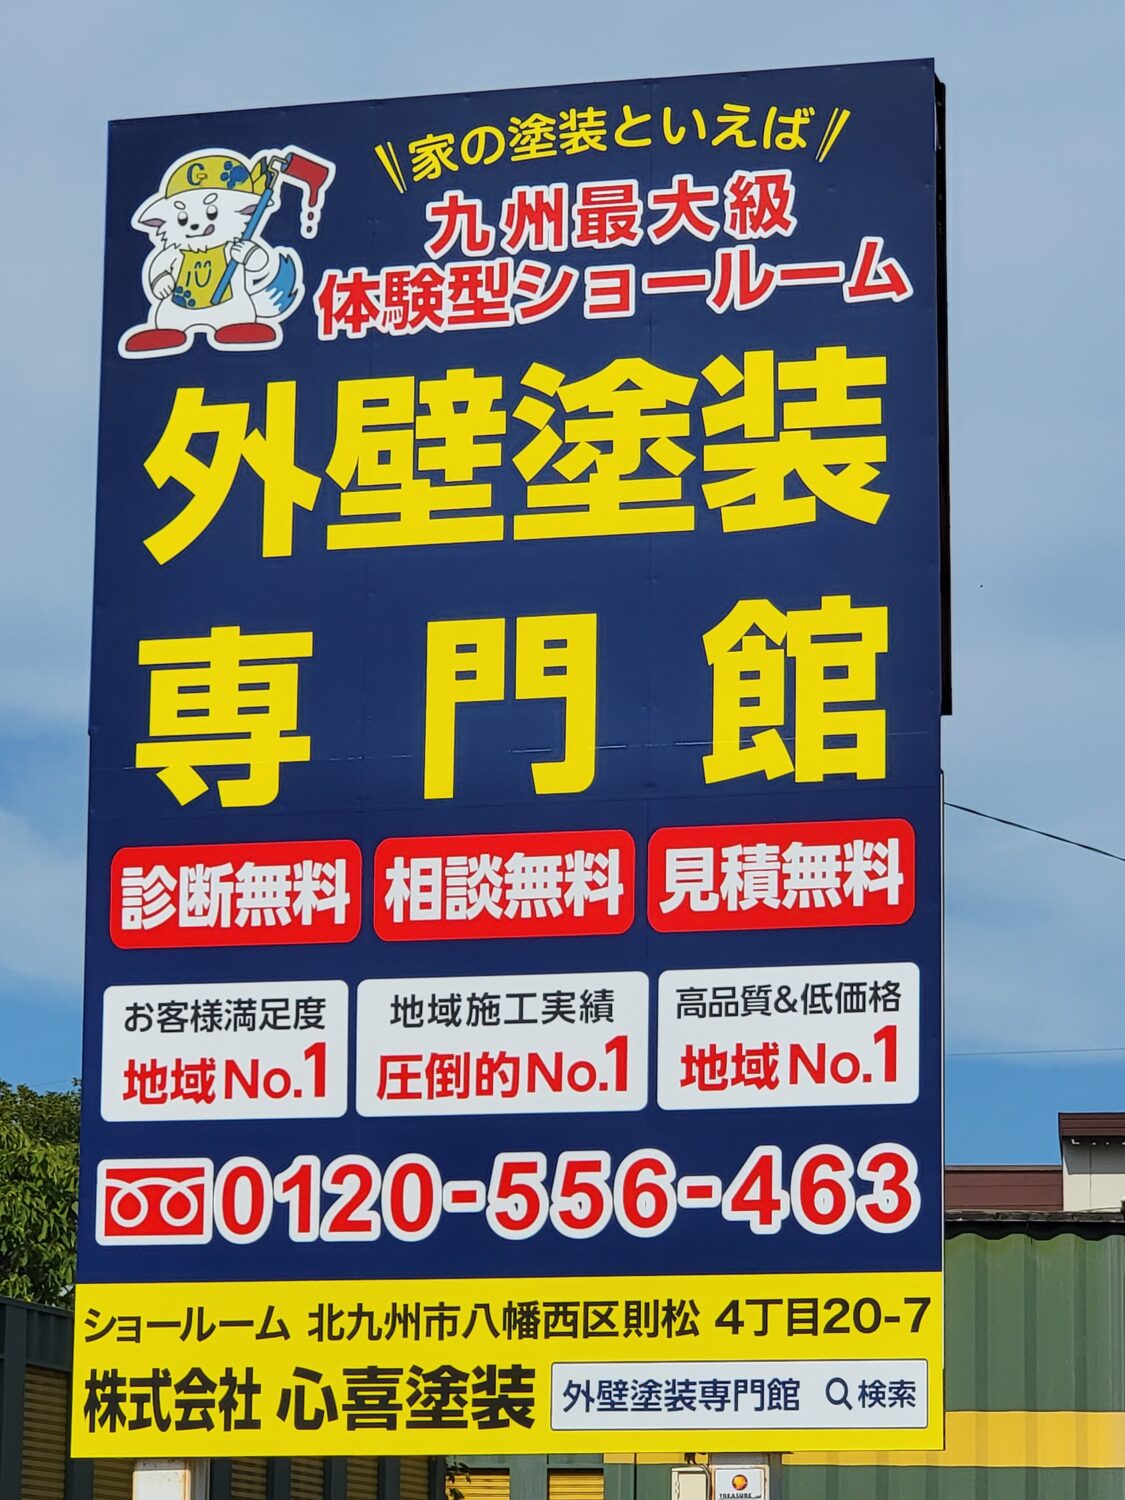 家の塗装といえば
九州最大級
体験型ショールーム
G
心
外壁塗装
専門館
診断無料 相談無料 見積無料
お客様満足度
地域No.1
地域施工実績
圧倒的No.1
高品質&低価格
地域No.1
0120-556-463
ショールーム 北九州市八幡西区則松 4丁目20-7
株式会社 心喜塗装
外壁塗装専門館 検索
TREASURE